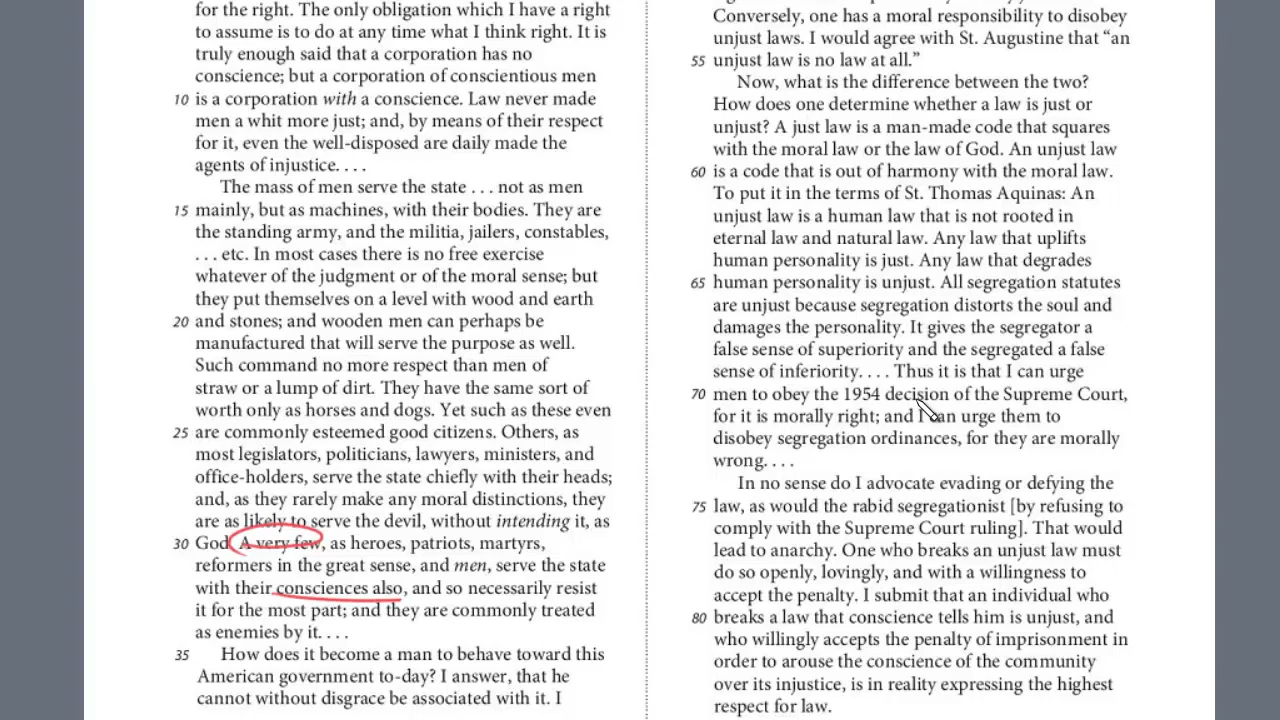 for the right. The only obligation which I have a right
to assume is to do at any time what I think right. It is
truly enough said that a corporation has no
conscience; but a corporation of conscientious men
10 is a corporation with a conscience. Law never made
men a whit more just; and, by means of their respect
for it, even the well-disposed are daily made the
agents of injustice. . . .
The mass of men serve the state . . . not as men
15 mainly, but as machines, with their bodies. They are
the standing army, and the militia, jailers, constables,
. . . etc. In most cases there is no free exercise
whatever of the judgment or of the moral sense; but
they put themselves on a level with wood and earth
20 and stones; and wooden men can perhaps be
manufactured that will serve the purpose as well.
Such command no more respect than men of
straw or a lump of dirt. They have the same sort of
worth only as horses and dogs. Yet such as these even
25 are commonly esteemed good citizens. Others, as
most legislators, politicians, lawyers, ministers, and
office-holders, serve the state chiefly with their heads;
and, as they rarely make any moral distinctions, they
are as likely to serve the devil, without intending it, as
30 God. A very few, as heroes, patriots, martyrs,
reformers in the great sense, and men, serve the state
with their consciences also, and so necessarily resist
it for the most part; and they are commonly treated
as enemies by it. . . .
35 How does it become a man to behave toward this
American government to-day? I answer, that he
cannot without disgrace be associated with it. I
Conversely, one has a moral responsibility to disobey
unjust laws. I would agree with St. Augustine that “an
55 unjust law is no law at all.”
Now, what is the difference between the two?
How does one determine whether a law is just or
unjust? A just law is a man-made code that squares
with the moral law or the law of God. An unjust law
60 is a code that is out of harmony with the moral law.
To put it in the terms of St. Thomas Aquinas: An
unjust law is a human law that is not rooted in
eternal law and natural law. Any law that uplifts
human personality is just. Any law that degrades
65 human personality is unjust. All segregation statutes
are unjust because segregation distorts the soul and
damages the personality. It gives the segregator a
false sense of superiority and the segregated a false
sense of inferiority. . . . Thus it is that I can urge
70 men to obey the 1954 decision of the Supreme Court,
for it is morally right; and I can urge them to
disobey segregation ordinances, for they are morally
wrong. . . .
In no sense do I advocate evading or defying the
75 law, as would the rabid segregationist [by refusing to
comply with the Supreme Court ruling]. That would
lead to anarchy. One who breaks an unjust law must
do so openly, lovingly, and with a willingness to
accept the penalty. I submit that an individual who
80 breaks a law that conscience tells him is unjust, and
who willingly accepts the penalty of imprisonment in
order to arouse the conscience of the community
over its injustice, is in reality expressing the highest
respect for law.